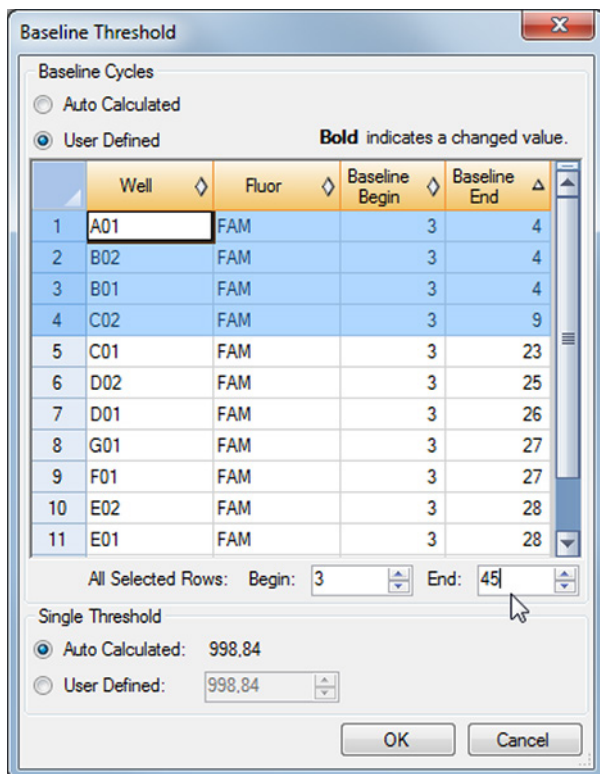 Baseline Threshold
Baseline Cycles
Auto Calculated
User Defined Bold indicates a changed value.
Well Fluor Baseline Begin Baseline End
1 A01 FAM 3 4
2 B02 FAM 3 4
3 B01 FAM 3 4
4 C02 FAM 3 9
5 C01 FAM 3 23
6 D02 FAM 3 25
7 D01 FAM 3 26
8 G01 FAM 3 27
9 F01 FAM 3 27
10 E02 FAM 3 28
11 E01 FAM 3 28
All Selected Rows: Begin: 3 End: 45
Single Threshold
Auto Calculated: 998,84
User Defined: 998,84
OK Cancel